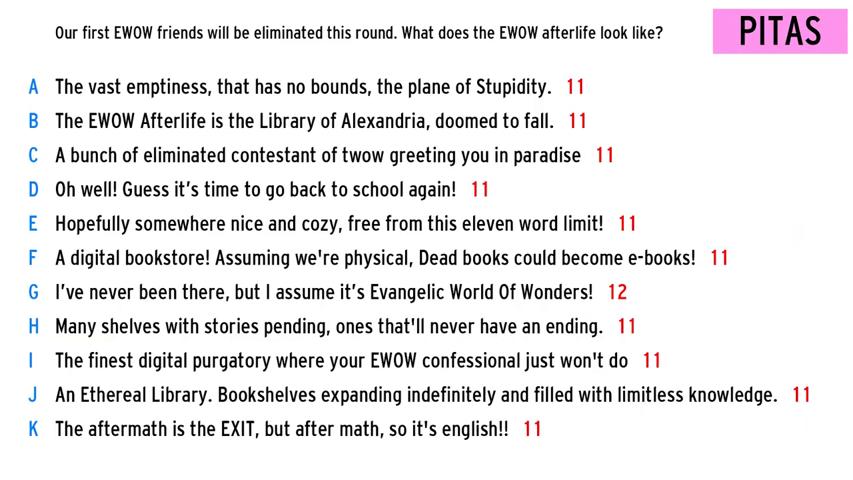 Our first EWOW friends will be eliminated this round. What does the EWOW afterlife look like?
PITAS
A The vast emptiness, that has no bounds, the plane of Stupidity. 11
B The EWOW Afterlife is the Library of Alexandria, doomed to fall. 11
C A bunch of eliminated contestant of twow greeting you in paradise 11
D Oh well! Guess it's time to go back to school again! 11
E Hopefully somewhere nice and cozy, free from this eleven word limit! 11
F A digital bookstore! Assuming we're physical, Dead books could become e-books! 11
G I've never been there, but I assume it's Evangelic World Of Wonders! 12
H Many shelves with stories pending, ones that'll never have an ending. 11
I The finest digital purgatory where your EWOW confessional just won't do 11
J An Ethereal Library. Bookshelves expanding indefinitely and filled with limitless knowledge. 11
K The aftermath is the EXIT, but after math, so it's english!! 11